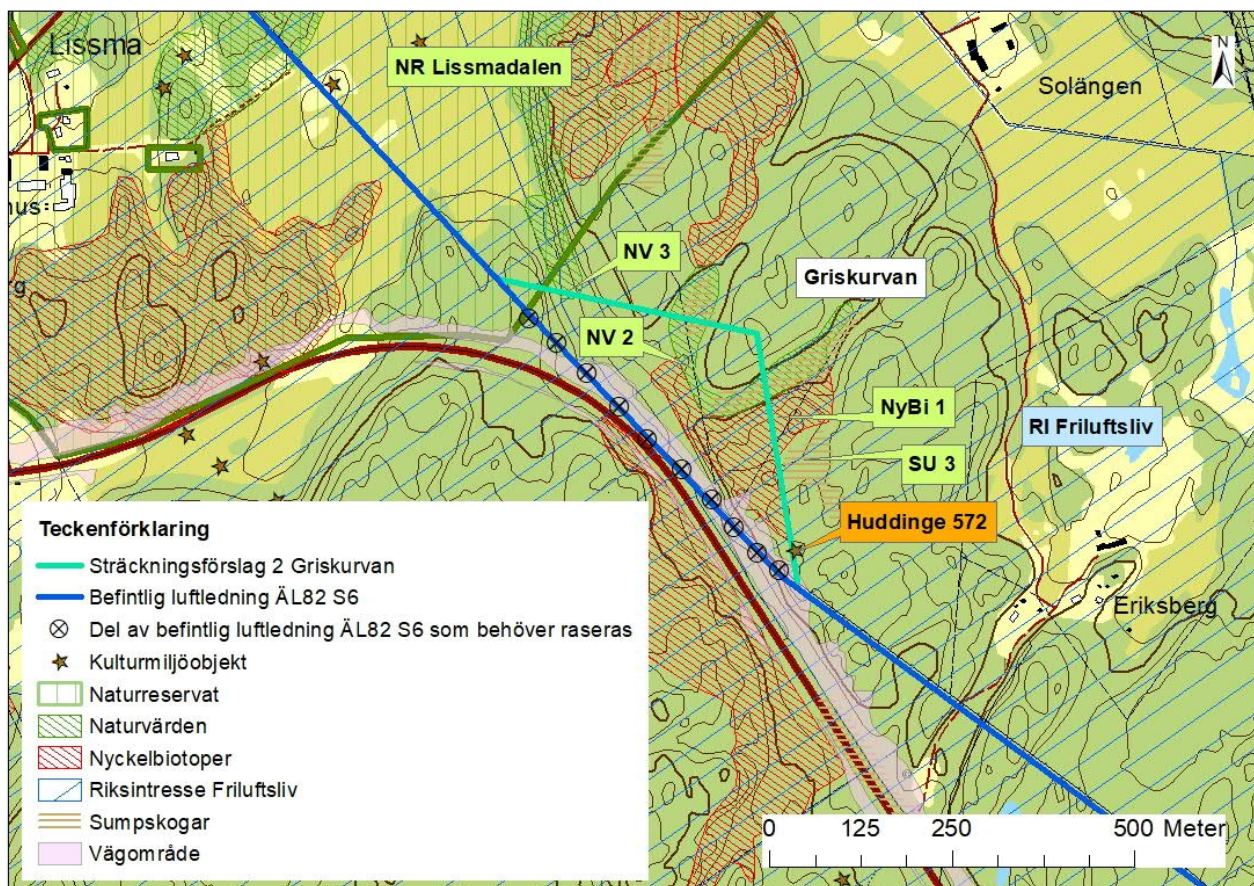 Lissma
NR Lissmadalen
N
Solängen
NV 3
Griskurvan
NV 2
NyBi 1
RI Friluftsliv
SU 3
Huddinge 572
Eriksberg
Teckenförklaring
Sträckningsförslag 2 Griskurvan
Befintlig luftledning ÄL82 S6
Del av befintlig luftledning ÄL82 S6 som behöver raseras
Kulturmiljöobjekt
Naturreservat
Naturvärden
Nyckelbiotoper
Riksintresse Friluftsliv
Sumpskogar
Vägområde
0 125 250 500 Meter